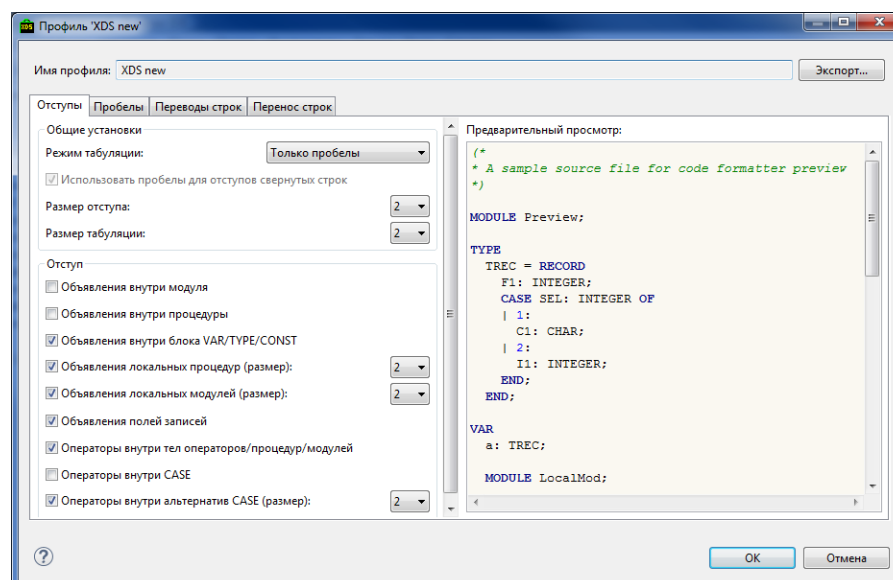 Профиль 'XDS new'
Имя профиля: XDS new Экспорт...
Отступы Пробелы Переводы строк Перенос строк
Общие установки
Режим табуляции: Только пробелы
Использовать пробелы для отступов свернутых строк
Размер отступа: 2
Размер табуляции: 2
Отступ
Объявления внутри модуля
Объявления внутри процедуры
Объявления внутри блока VAR/TYPE/CONST
Объявления локальных процедур (размер): 2
Объявления локальных модулей (размер): 2
Объявления полей записей
Операторы внутри тел операторов/процедур/модулей
Операторы внутри CASE
Операторы внутри альтернатив CASE (размер): 2
Предварительный просмотр:
(*
* A sample source file for code formatter preview
*)
MODULE Preview;
TYPE
TREC = RECORD
F1: INTEGER;
CASE SEL: INTEGER OF
| 1:
C1: CHAR;
| 2:
I1: INTEGER;
END;
END;
VAR
a: TREC;
MODULE LocalMod;
OK Отмена